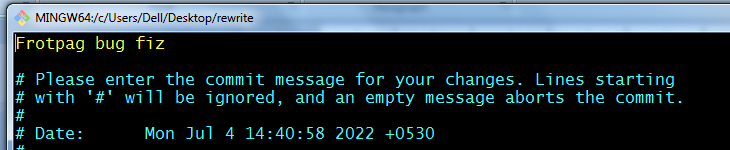 MINGW64:/c/Users/Dell/Desktop/rewrite
Frotpag bug fiz
# Please enter the commit message for your changes. Lines starting
# with '#' will be ignored, and an empty message aborts the commit.
#
# Date:      Mon Jul 4 14:40:58 2022 +0530
#